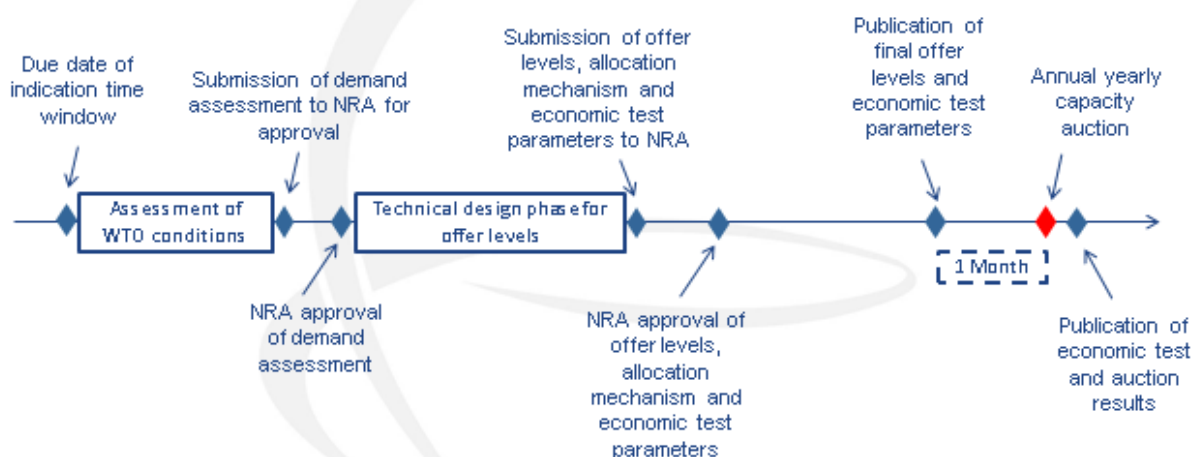 Due date of
indication time
window
Submission of demand
assessment to NRA for
approval
Submission of offer
levels, allocation
mechanism and
economic test
parameters to NRA
Publication of
final offer
levels and
economic test
parameters
Annual yearly
capacity
auction
Assessment of
WTO conditions
Technical design phase for
offer levels
1 Month
NRA approval
of demand
assessment
NRA approval of
offer levels,
allocation
mechanism and
economic test
parameters
Publication of
economic test
and auction
results